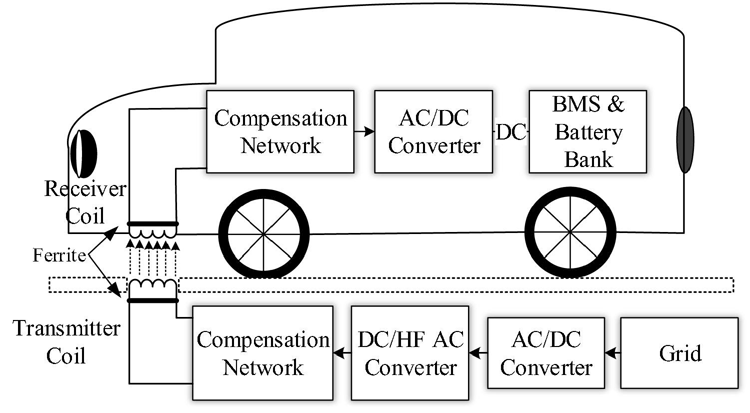 Compensation
Network
AC/DC
Converter
DC
BMS &
Battery
Bank
Receiver
Coil
Ferrite
Transmitter
Coil
Compensation
Network
DC/HF AC
Converter
AC/DC
Converter
Grid